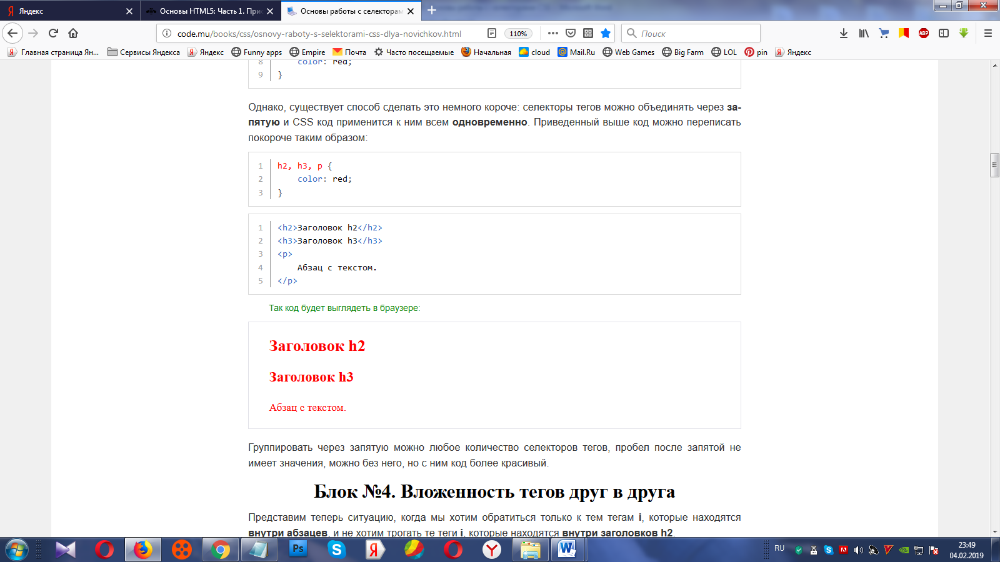 Яндекс
Основы HTML5: Часть 1. При
Основы работы с селекторам
code.mu/books/css/osnovy-raboty-s-selektorami-css-dlya-novichkov.html
110%
Поиск
Главная страница Ян...
Сервисы Яндекса
Яндекс
Funny apps
Empire
Почта
Часто посещаемые
Начальная
cloud
Mail.Ru
Web Games
Big Farm
LOL
pin
Яндекс
8 color: red;
9 }
Однако, существует способ сделать это немного короче: селекторы тегов можно объединять через за-
пятую и CSS код применится к ним всем одновременно. Приведенный выше код можно переписать
покороче таким образом:
1 h2, h3, p {
2 color: red;
3 }
1 <h2>Заголовок h2</h2>
2 <h3>Заголовок h3</h3>
3 <p>
4 Абзац с текстом.
5 </p>
Так код будет выглядеть в браузере:
Заголовок h2
Заголовок h3
Абзац с текстом.
Группировать через запятую можно любое количество селекторов тегов, пробел после запятой не
имеет значения, можно без него, но с ним код более красивый.
Блок №4. Вложенность тегов друг в друга
Представим теперь ситуацию, когда мы хотим обратиться только к тем тегам i, которые находятся
внутри абзацев, и не хотим трогать те теги i, которые находятся внутри заголовков h2.
RU
23:49
04.02.2019